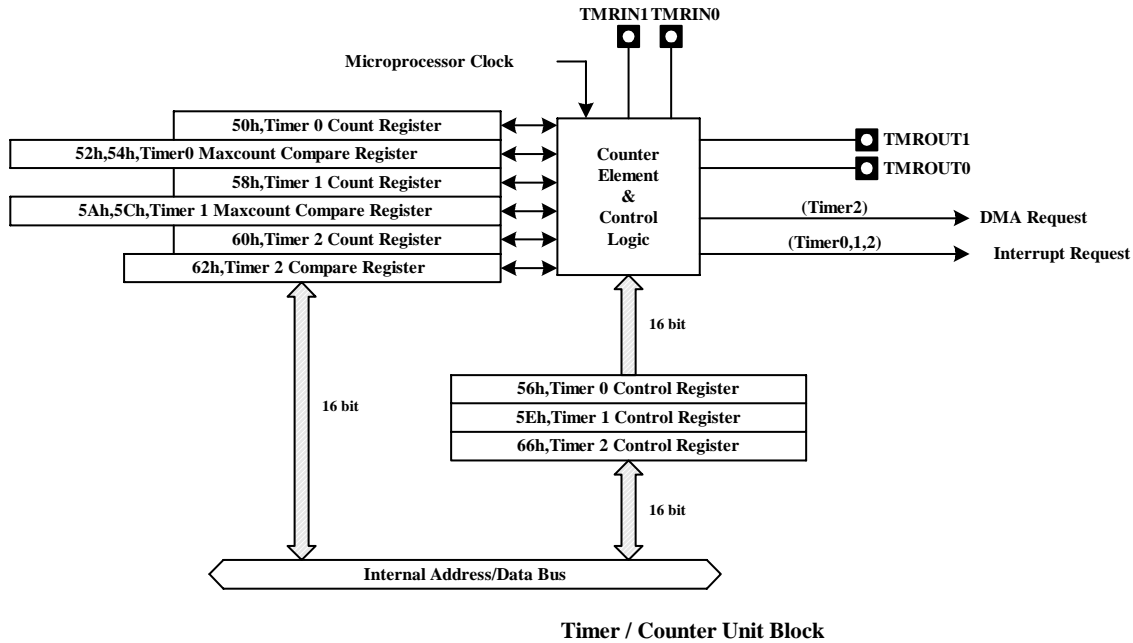 TMRIN1 TMRIN0
Microprocessor Clock
50h,Timer 0 Count Register
52h,54h,Timer0 Maxcount Compare Register
58h,Timer 1 Count Register
5Ah,5Ch,Timer 1 Maxcount Compare Register
60h,Timer 2 Count Register
62h,Timer 2 Compare Register
Counter
Element
&
Control
Logic
TMROUT1
TMROUT0
(Timer2)
DMA Request
(Timer0,1,2)
Interrupt Request
16 bit
56h,Timer 0 Control Register
5Eh,Timer 1 Control Register
66h,Timer 2 Control Register
16 bit
16 bit
Internal Address/Data Bus
Timer / Counter Unit Block